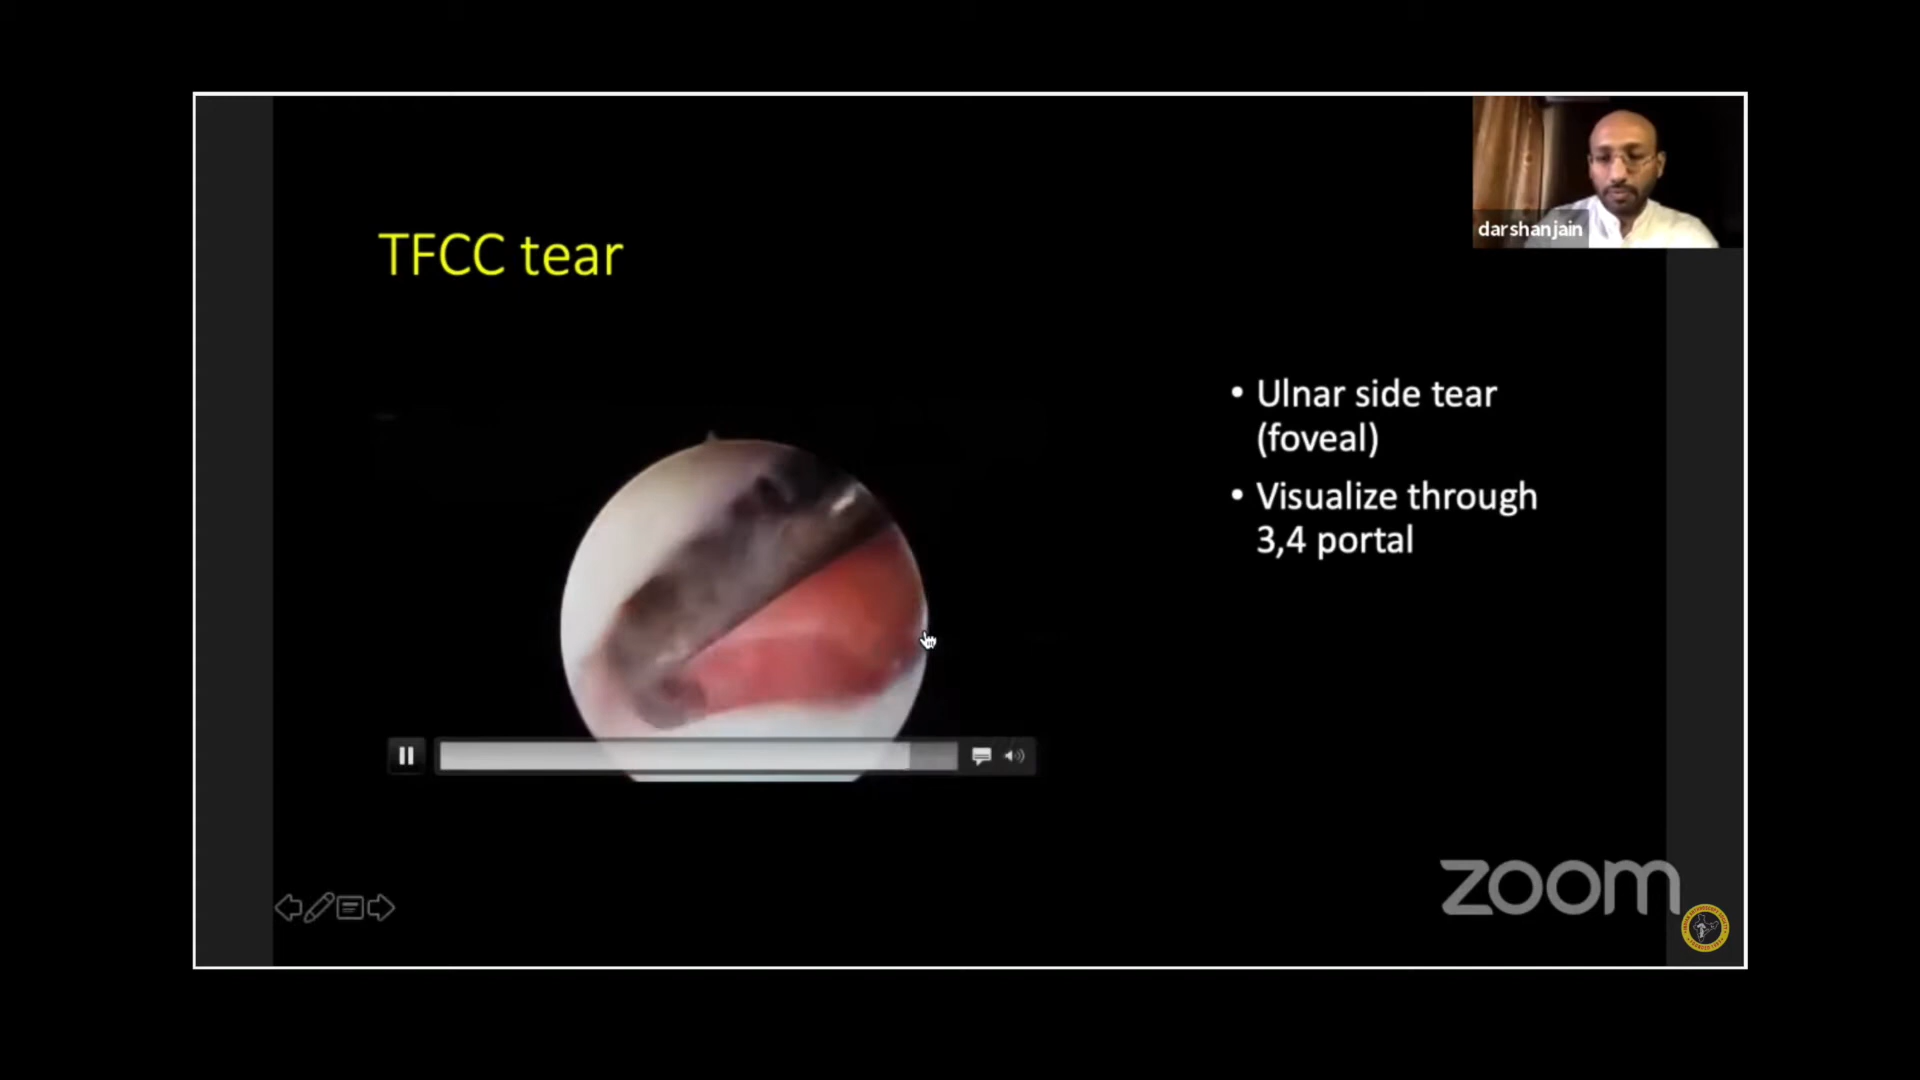 darshanjain
TFCC tear
• Ulnar side tear
(foveal)
• Visualize through
3,4 portal
zoom